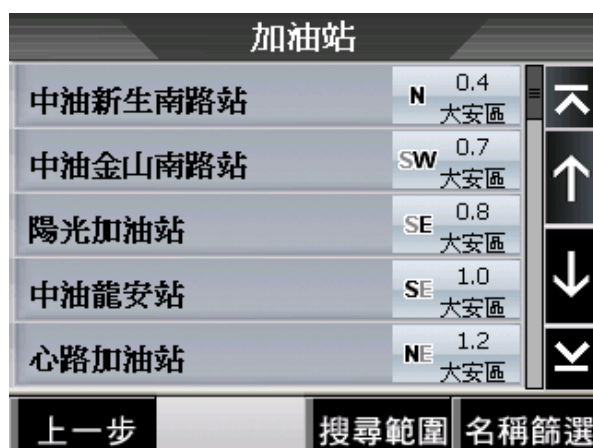 加油站
中油新生南路站 N 0.4
大安區
中油金山南路站 SW 0.7
大安區
陽光加油站 SE 0.8
大安區
中油龍安站 SE 1.0
大安區
心路加油站 NE 1.2
大安區
上一步 搜尋範圍 名稱篩選